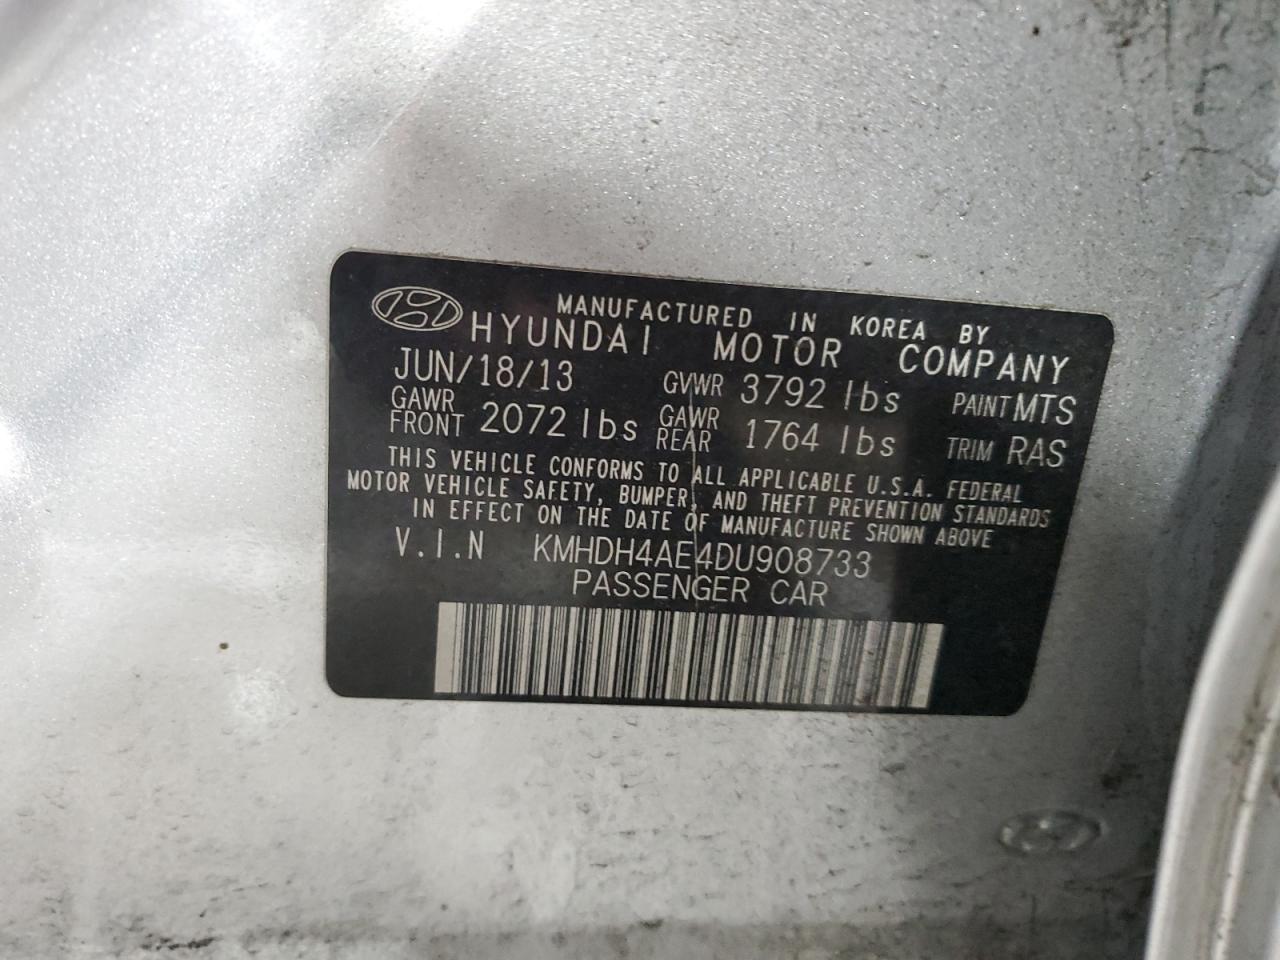 MANUFACTURED IN KOREA BY
HYUNDAI MOTOR COMPANY
JUN/18/13 GVWR 3792 lbs PAINT MTS
GAWR FRONT 2072 lbs GAWR REAR 1764 lbs TRIM RAS
THIS VEHICLE CONFORMS TO ALL APPLICABLE U.S.A. FEDERAL
MOTOR VEHICLE SAFETY, BUMPER, AND THEFT PREVENTION STANDARDS
IN EFFECT ON THE DATE OF MANUFACTURE SHOWN ABOVE
V.I.N KMHDH4AE4DU908733
PASSENGER CAR